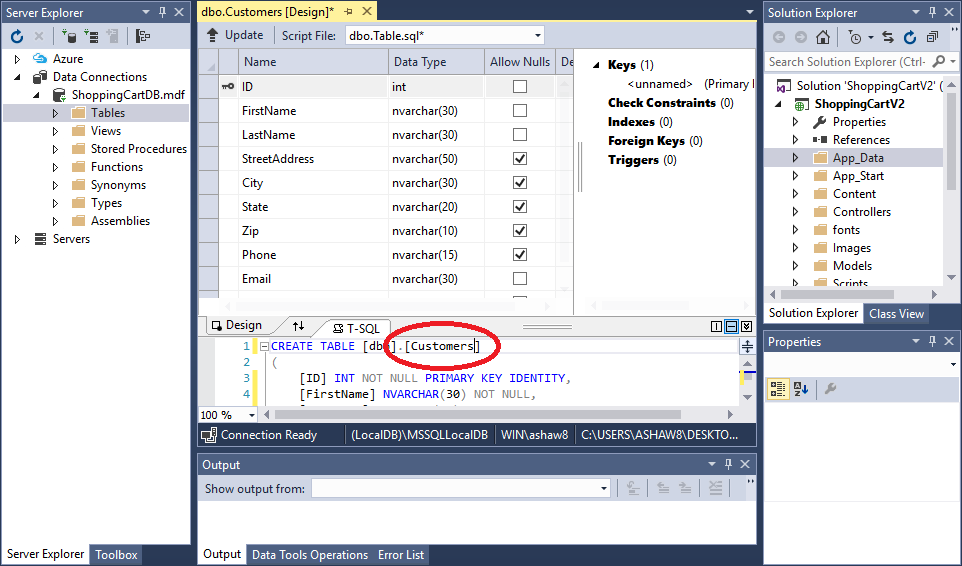 Server Explorer
Azure
Data Connections
ShoppingCartDB.mdf
Tables
Views
Stored Procedures
Functions
Synonyms
Types
Assemblies
Servers
Server Explorer
Toolbox
dbo.Customers [Design]*
Update
Script File:
dbo.Table.sql*
Name Data Type Allow Nulls De
ID int
FirstName nvarchar(30)
LastName nvarchar(30)
StreetAddress nvarchar(50)
City nvarchar(30)
State nvarchar(20)
Zip nvarchar(10)
Phone nvarchar(15)
Email nvarchar(30)
Keys (1)
<unnamed> (Primary
Check Constraints (0)
Indexes (0)
Foreign Keys (0)
Triggers (0)
Design
T-SQL
1 CREATE TABLE [dbo].[Customers]
2 (
3 [ID] INT NOT NULL PRIMARY KEY IDENTITY,
4 [FirstName] NVARCHAR(30) NOT NULL,
100 %
Connection Ready
(LocalDB)\MSSQLLocalDB
WIN\ashaw8
C:\USERS\ASHAW8\DESKTO...
Output
Show output from:
Output
Data Tools Operations
Error List
Solution Explorer
Search Solution Explorer (Ctrl-
Solution 'ShoppingCartV2' (
ShoppingCartV2
Properties
References
App_Data
App_Start
Content
Controllers
fonts
Images
Models
Scripts
Solution Explorer
Class View
Properties